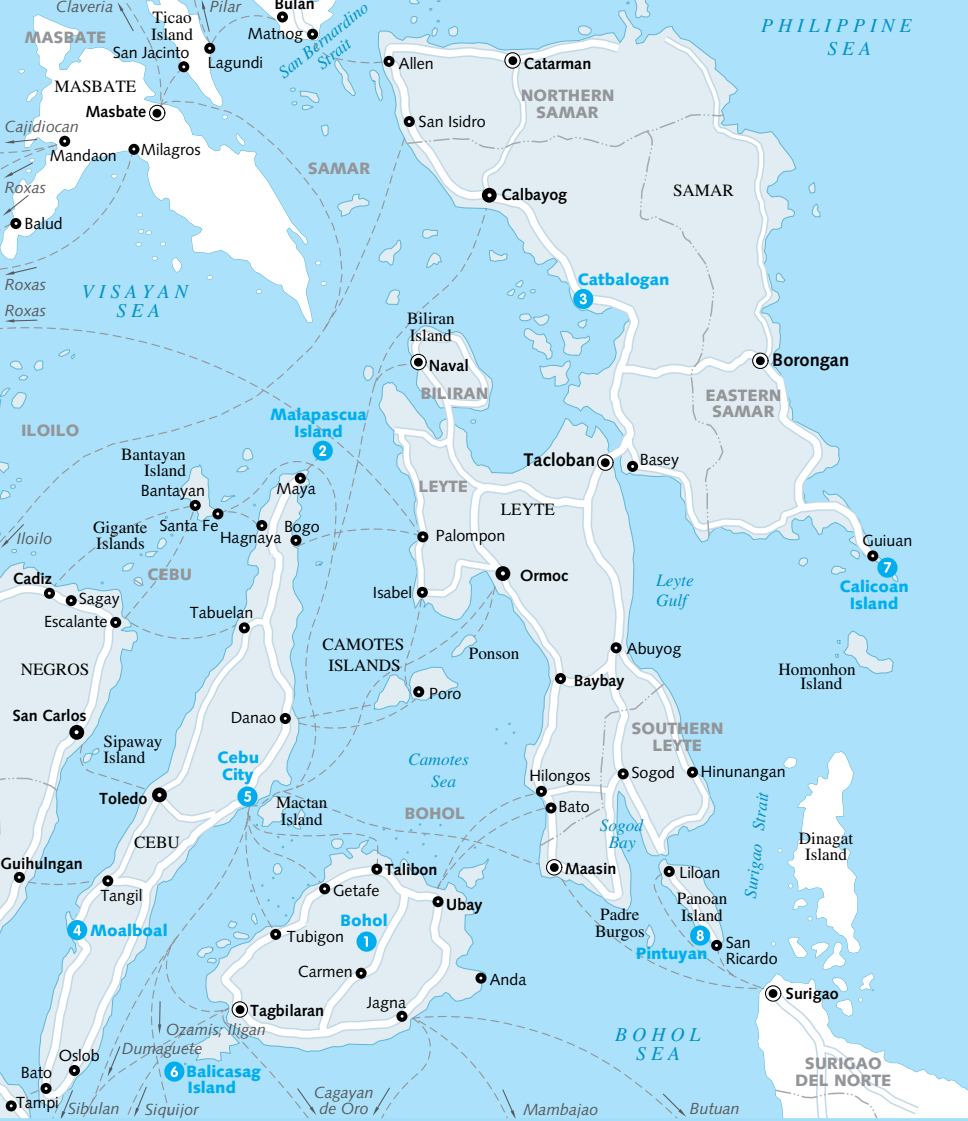 Claveria
Pilar
Bulan
Ticao
Island
MASBATE
San Jacinto
Lagundi
Matnog
San Bernardino
Strait
PHILIPPINE
SEA
Allen
Catarman
MASBATE
Masbate
NORTHERN
SAMAR
San Isidro
Cajidiocan
Mandaon
Milagros
SAMAR
Roxas
Calbayog
SAMAR
Balud
Roxas
Roxas
VISAYAN
SEA
Catbalogan
3
Biliran
Island
Naval
BILIRAN
Borongan
EASTERN
SAMAR
Malapascua
Island
2
ILOILO
Bantayan
Island
Bantayan
Santa Fe
Maya
Tacloban
Basey
LEYTE
LEYTE
Gigante
Islands
Hagnaya
Bogo
Palompon
Iloilo
Guiuan
7
Calicoan
Island
CEBU
Cadiz
Sagay
Escalante
Ormoc
Isabel
Leyte
Gulf
Tabuelan
CAMOTES
ISLANDS
Ponson
Abuyog
Homonhon
Island
NEGROS
Poro
Baybay
San Carlos
Danao
Sipaway
Island
SOUTHERN
LEYTE
Cebu
City
5
Camotes
Sea
Hilongos
Sogod
Hinunangan
Toledo
Mactan
Island
BOHOL
Bato
Surigao Strait
CEBU
Sogod
Bay
Dinagat
Island
Guihulngan
Talibon
Maasin
Liloan
Tangil
Getafe
Ubay
Panoan
Island
4
Moalboal
Bohol
1
Padre
Burgos
Tubigon
8
Pintuyan
San
Ricardo
Carmen
Anda
Surigao
Tagbilaran
Jagna
Ozamis; Iligan
BOHOL
SEA
Dumaguete
Oslob
Bato
6
Balicasag
Island
SURIGAO
DEL NORTE
Tampi
Sibulan
Siquijor
Cagayan
de Oro
Mambajao
Butuan